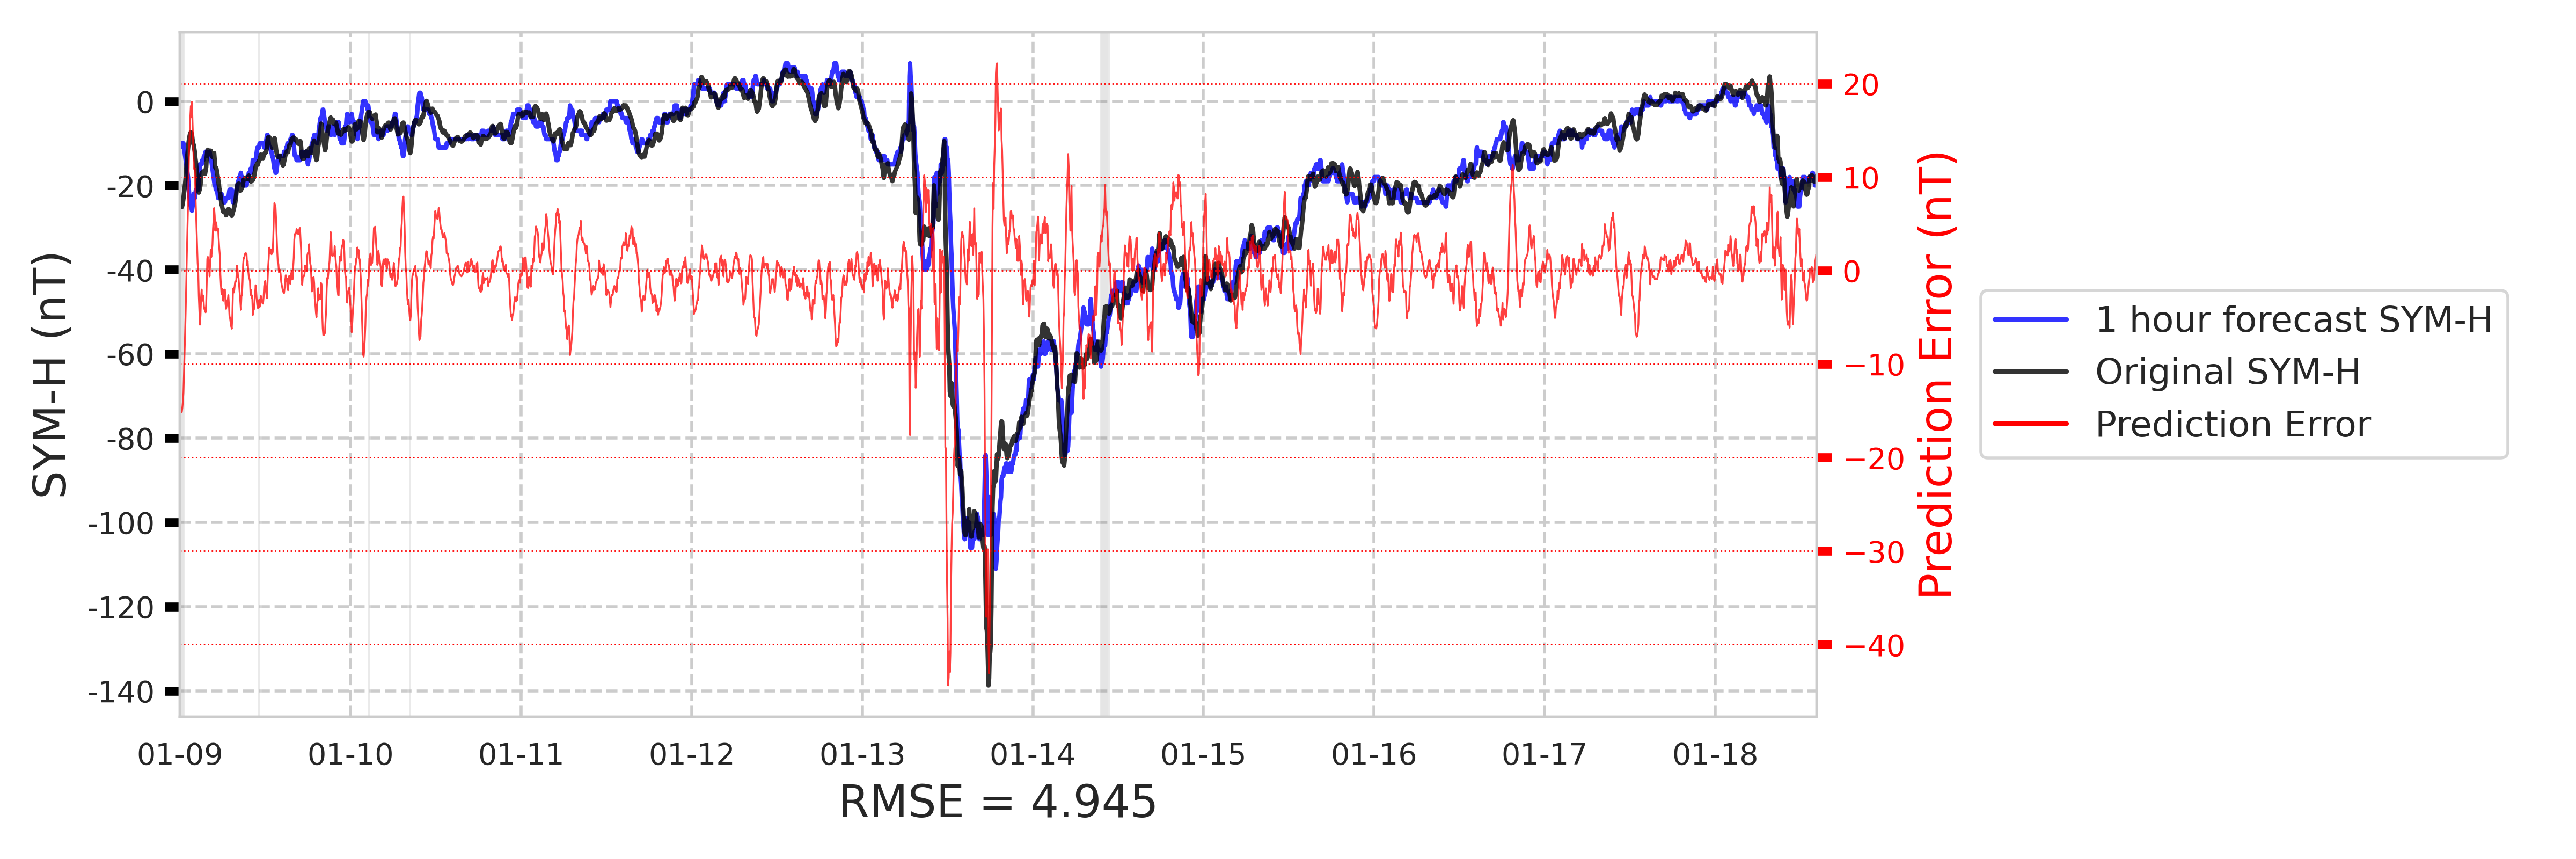 SYM-H (nT)
0
-20
-40
-60
-80
-100
-120
-140
01-09 01-10 01-11 01-12 01-13 01-14 01-15 01-16 01-17 01-18
RMSE = 4.945
20
10
0
−10
−20
−30
−40
Prediction Error (nT)
1 hour forecast SYM-H
Original SYM-H
Prediction Error